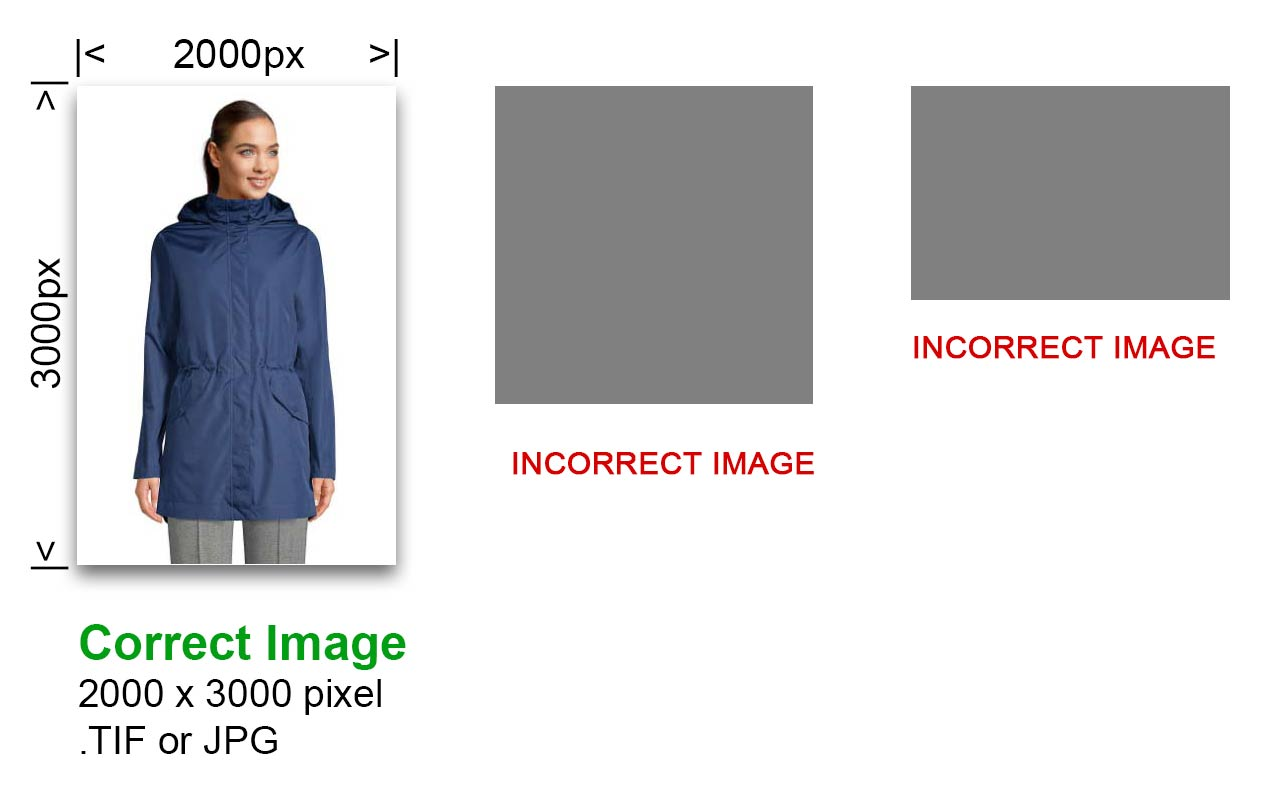 |< 2000px >|
|< 3000px >|
INCORRECT IMAGE
INCORRECT IMAGE
Correct Image
2000 x 3000 pixel
.TIF or JPG